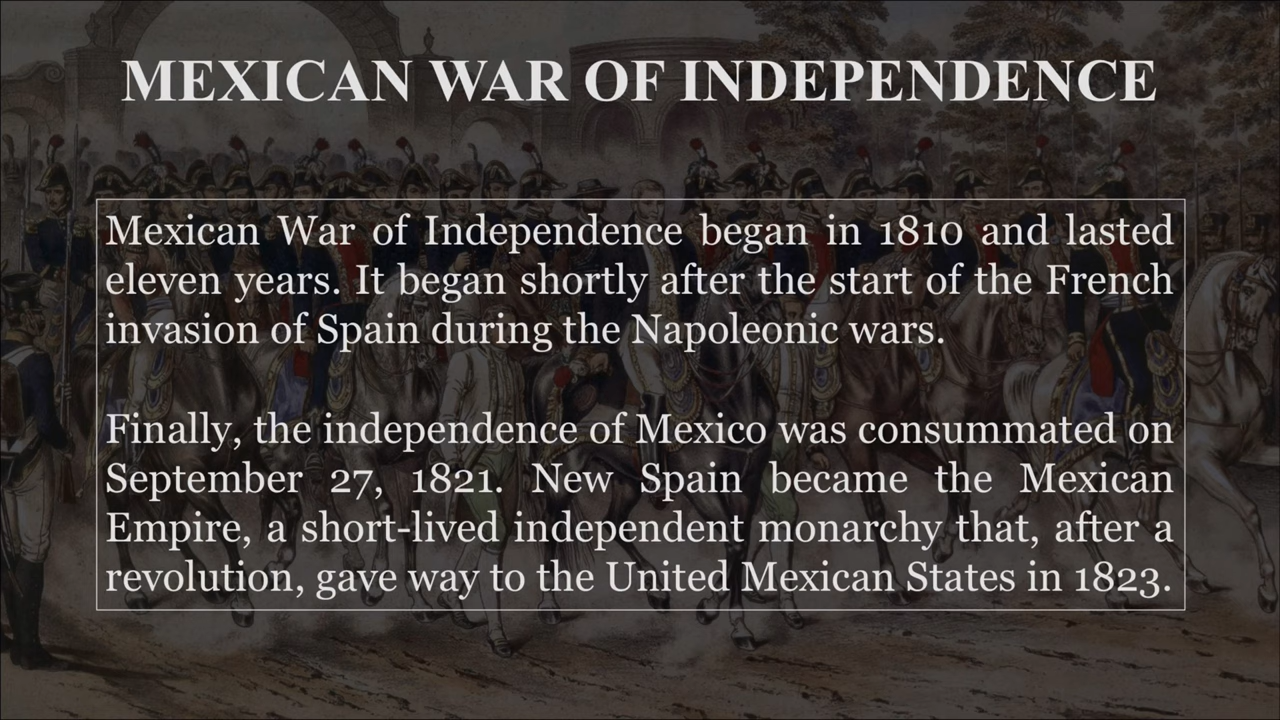 MEXICAN WAR OF INDEPENDENCE
Mexican War of Independence began in 1810 and lasted
eleven years. It began shortly after the start of the French
invasion of Spain during the Napoleonic wars.
Finally, the independence of Mexico was consummated on
September 27, 1821. New Spain became the Mexican
Empire, a short-lived independent monarchy that, after a
revolution, gave way to the United Mexican States in 1823.